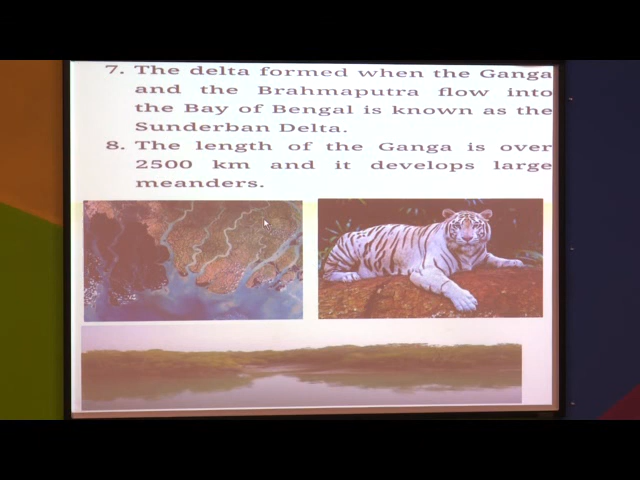 7. The delta formed when the Ganga
and the Brahmaputra flow into
the Bay of Bengal is known as the
Sunderban Delta.
8. The length of the Ganga is over
2500 km and it develops large
meanders.